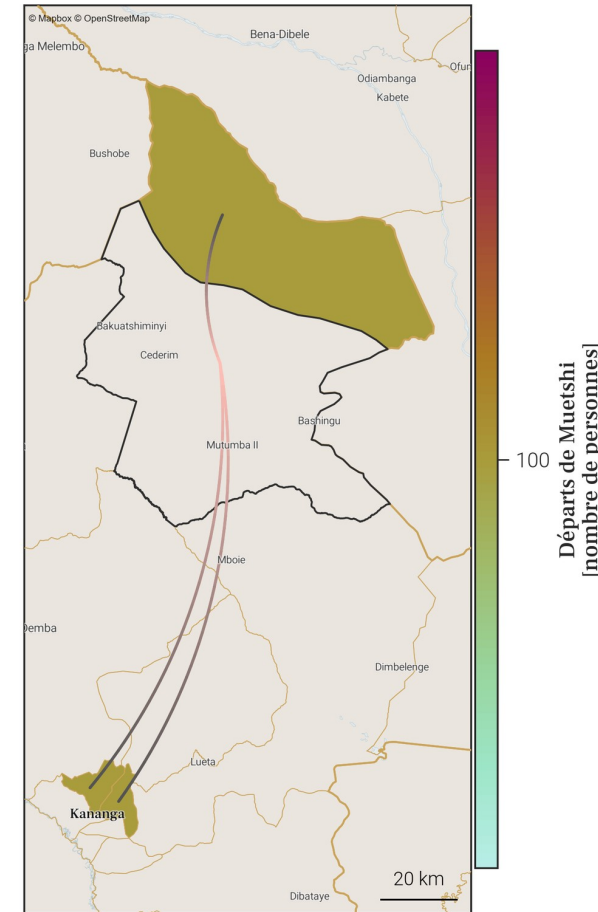 © Mapbox © OpenStreetMap
Bena-Dibele
ga Melembo
Ofun
Odiambanga
Kabete
Bushobe
Bakuatshiminyi
Cederim
Bashingu
Mutumba II
100
Départs de Muetshi
[nombre de personnes]
Mboie
Demba
Dimbelenge
Lueta
Kananga
20 km
Dibataye